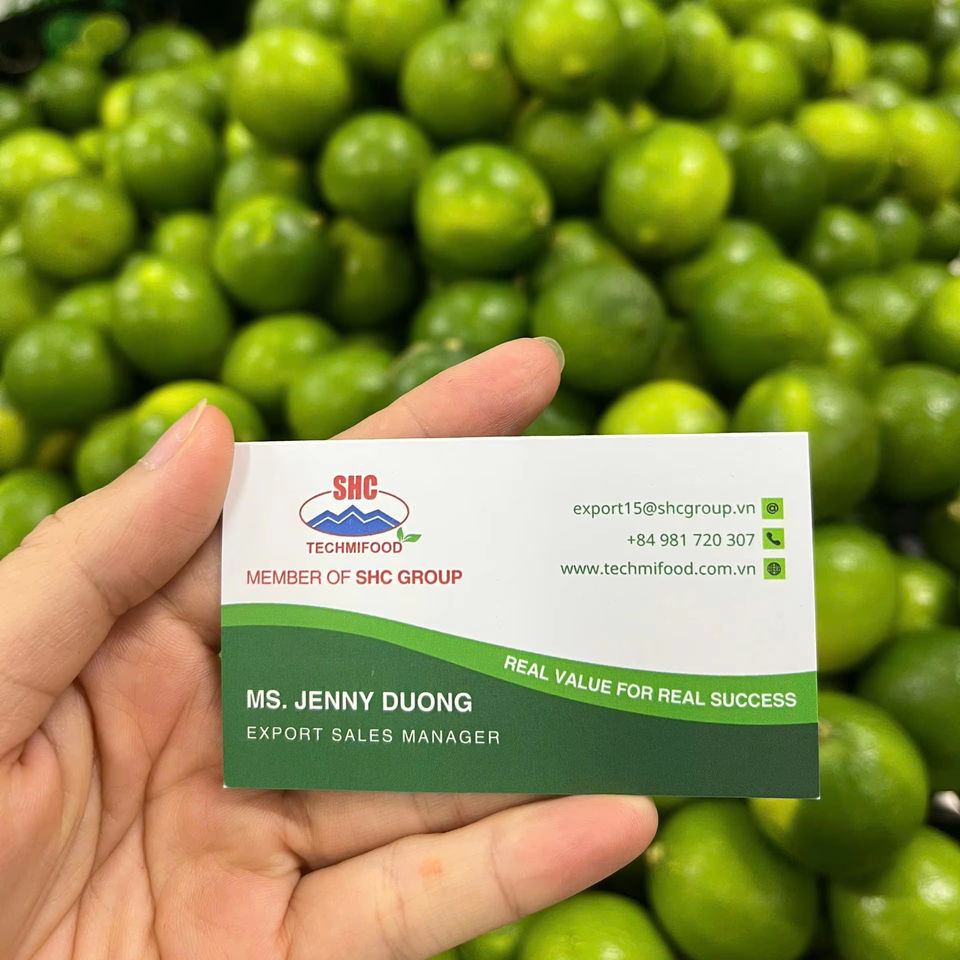 SHC
TECHMIFOOD
MEMBER OF SHC GROUP
export15@shcgroup.vn
+84 981 720 307
www.techmifood.com.vn
REAL VALUE FOR REAL SUCCESS
MS. JENNY DUONG
EXPORT SALES MANAGER